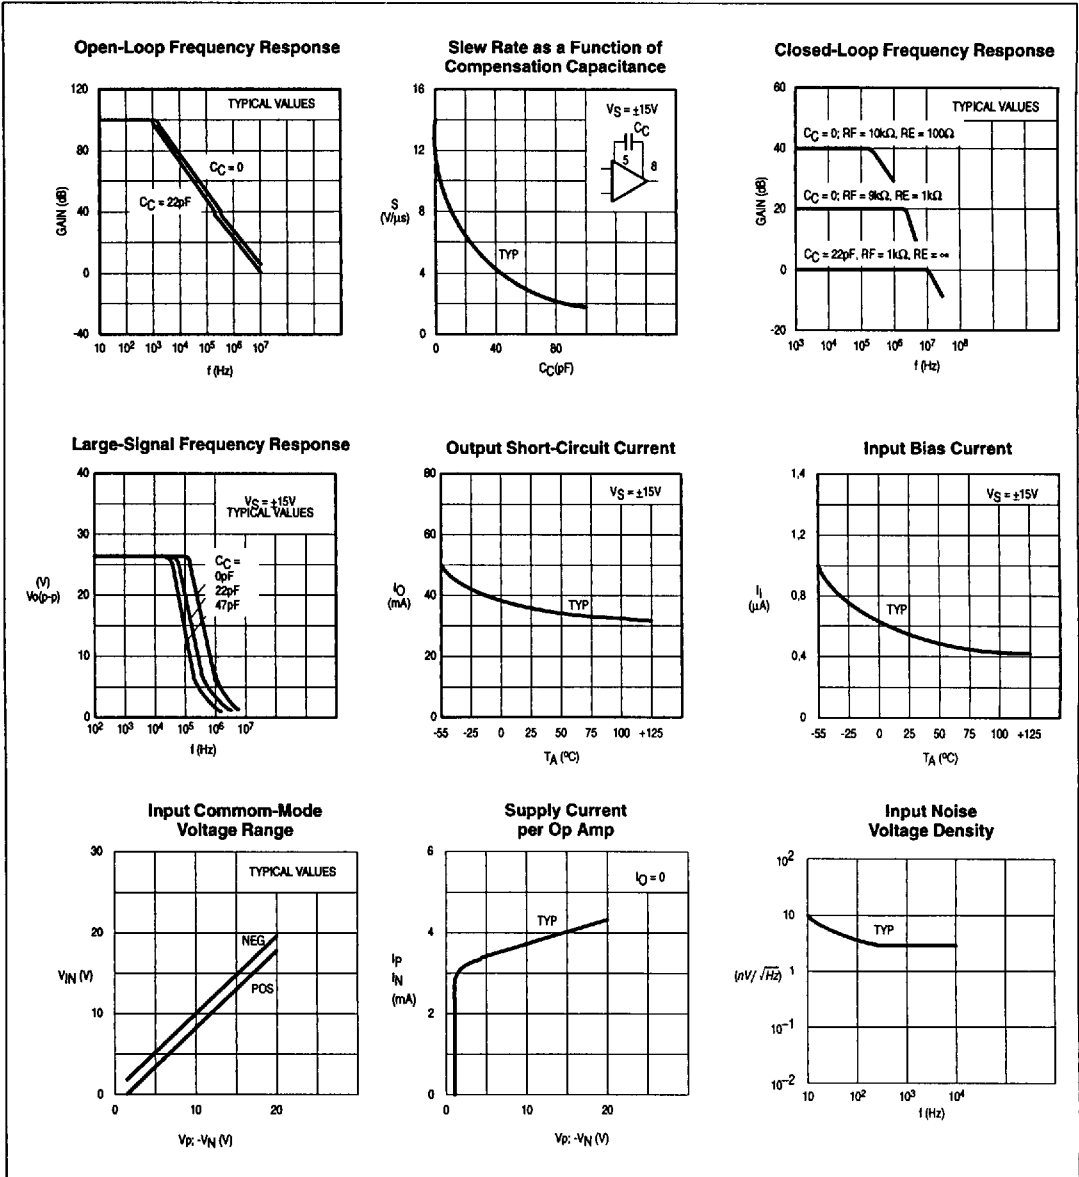 Open-Loop Frequency Response
120
80
40
0
-40
GAIN (dB)
TYPICAL VALUES
CC = 0
CC = 22pF
10 10² 10³ 10⁴ 10⁵ 10⁶ 10⁷
f (Hz)
Slew Rate as a Function of
Compensation Capacitance
16
12
8
4
0
S
(V/μs)
VS = ±15V
CC
5
8
TYP
0 40 80
CC(pF)
Closed-Loop Frequency Response
60
40
20
0
-20
GAIN (dB)
TYPICAL VALUES
CC = 0; RF = 10kΩ, RE = 100Ω
CC = 0; RF = 9kΩ, RE = 1kΩ
CC = 22pF, RF = 1kΩ, RE = ∞
10³ 10⁴ 10⁵ 10⁶ 10⁷ 10⁸
f (Hz)
Large-Signal Frequency Response
40
30
20
10
0
(V)
Vo(p-p)
VS = ±15V
TYPICAL VALUES
CC =
0pF
22pF
47pF
10² 10³ 10⁴ 10⁵ 10⁶ 10⁷
f (Hz)
Output Short-Circuit Current
80
60
40
20
0
IO
(mA)
VS = ±15V
TYP
-55 -25 0 25 50 75 100 +125
TA (ºC)
Input Bias Current
1,4
1,2
0,8
0,4
0
Ii
(μA)
VS = ±15V
TYP
-55 -25 0 25 50 75 100 +125
TA (ºC)
Input Commom-Mode
Voltage Range
30
20
10
0
VIN (V)
TYPICAL VALUES
NEG
POS
0 10 20
Vp; -VN (V)
Supply Current
per Op Amp
6
4
2
0
IP
IN
(mA)
IO = 0
TYP
0 10 20
Vp; -VN (V)
Input Noise
Voltage Density
10²
10
1
10⁻¹
10⁻²
(nV/√Hz)
TYP
10 10² 10³ 10⁴
f (Hz)